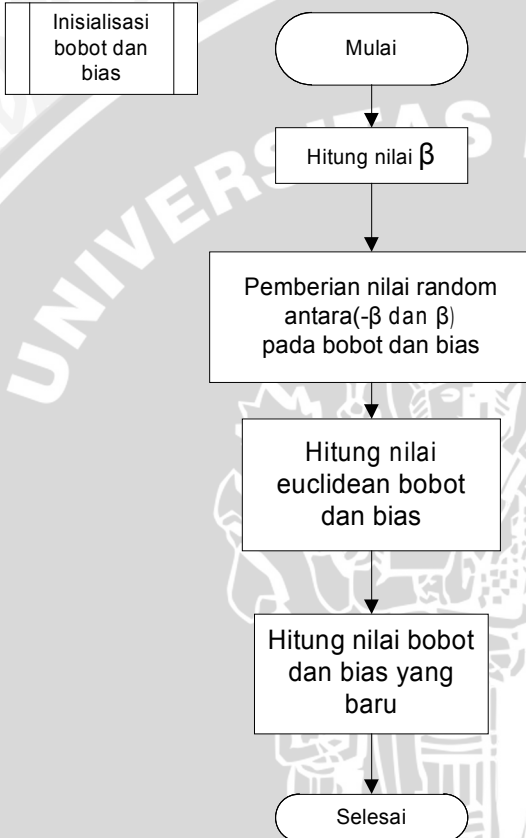 Inisialisasi
bobot dan
bias
Mulai
Hitung nilai β
Pemberian nilai random
antara(-β dan β)
pada bobot dan bias
Hitung nilai
euclidean bobot
dan bias
Hitung nilai bobot
dan bias yang
baru
Selesai
UNIVERSITAS